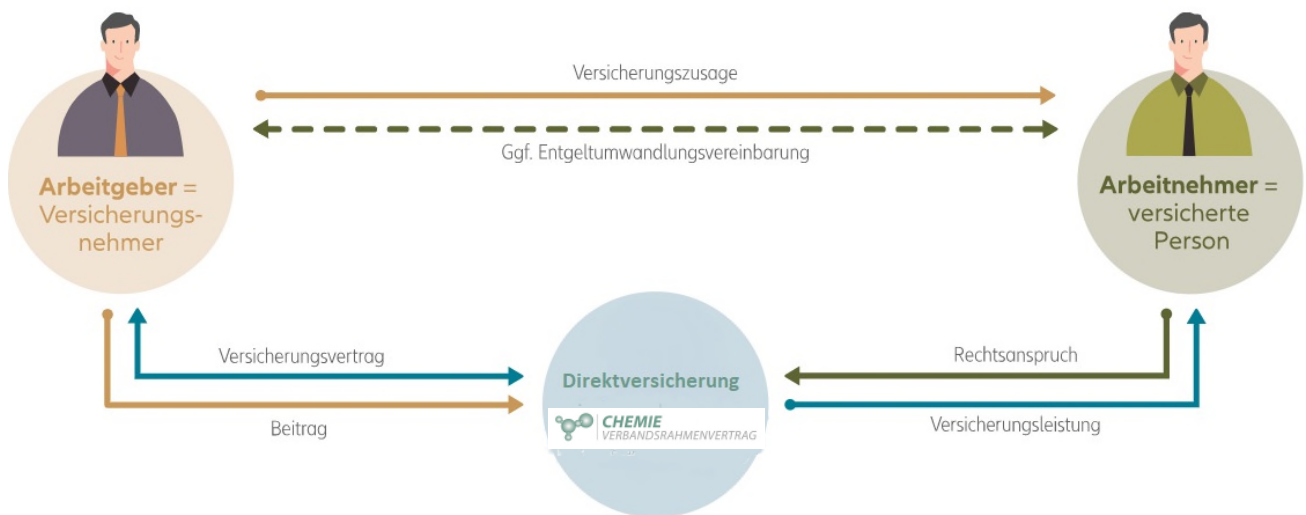 Versicherungszusage
Ggf. Entgeltumwandlungsvereinbarung
Arbeitgeber =
Versicherungs-
nehmer
Arbeitnehmer =
versicherte
Person
Versicherungsvertrag
Beitrag
Direktversicherung
CHEMIE
VERBANDSRAHMENVERTRAG
Rechtsanspruch
Versicherungsleistung